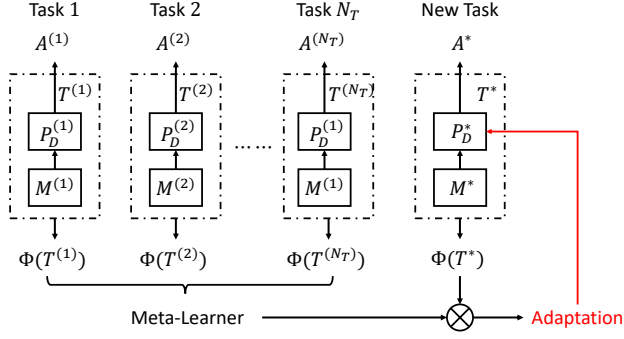 Task 1 Task 2 Task N_T New Task
A^(1) A^(2) A^(N_T) A^*
T^(1) T^(2) T^(N_T) T^*
P_D^(1) P_D^(2) …… P_D^(1) P_D^*
M^(1) M^(2) M^(1) M^*
Φ(T^(1)) Φ(T^(2)) Φ(T^(N_T)) Φ(T^*)
Meta-Learner Adaptation